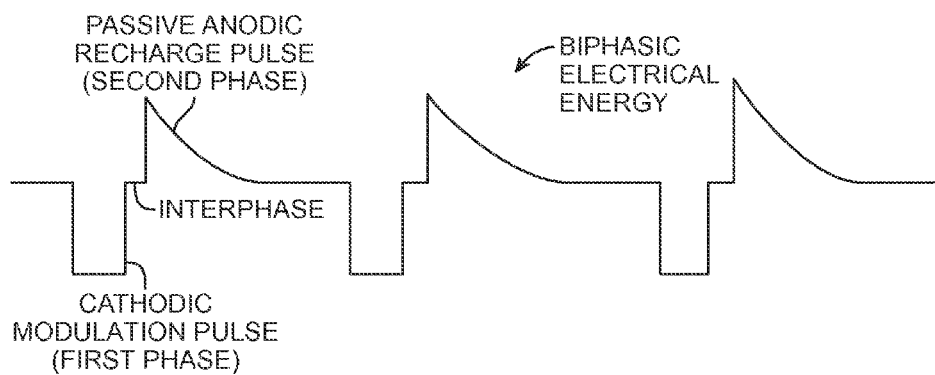 PASSIVE ANODIC
RECHARGE PULSE
(SECOND PHASE)
BIPHASIC
ELECTRICAL
ENERGY
INTERPHASE
CATHODIC
MODULATION PULSE
(FIRST PHASE)